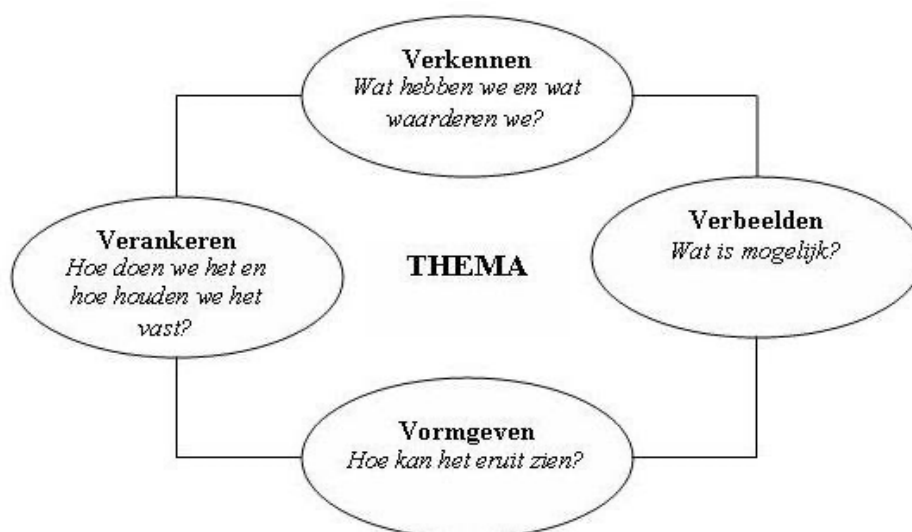 Verkennen
Wat hebben we en wat
waarderen we?
Verbeelden
Wat is mogelijk?
Verankeren
Hoe doen we het en
hoe houden we het
vast?
THEMA
Vormgeven
Hoe kan het eruit zien?